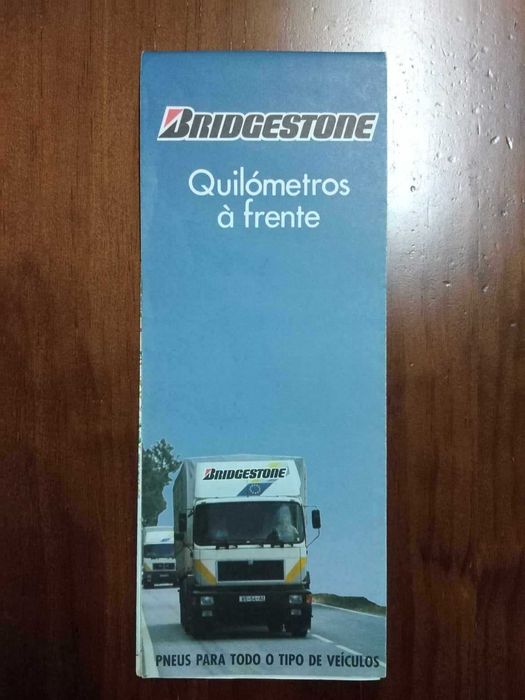 BRIDGESTONE
Quilómetros
à frente
BRIDGESTONE
PNEUS PARA TODO O TIPO DE VEÍCULOS